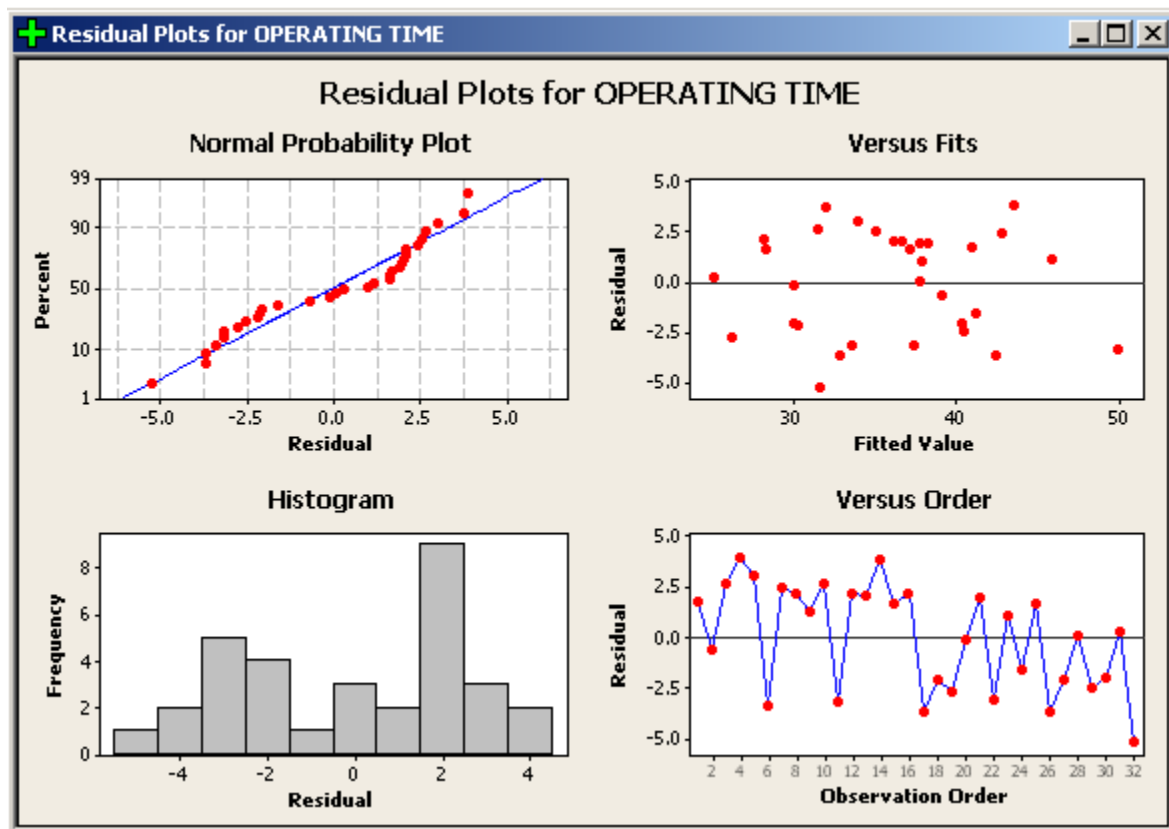 Residual Plots for OPERATING TIME
Residual Plots for OPERATING TIME
Normal Probability Plot
99
90
50
10
1
Percent
-5.0 -2.5 0.0 2.5 5.0
Residual
Versus Fits
5.0
2.5
0.0
-2.5
-5.0
Residual
30 40 50
Fitted Value
Histogram
8
6
4
2
0
Frequency
-4 -2 0 2 4
Residual
Versus Order
5.0
2.5
0.0
-2.5
-5.0
Residual
2 4 6 8 10 12 14 16 18 20 22 24 26 28 30 32
Observation Order